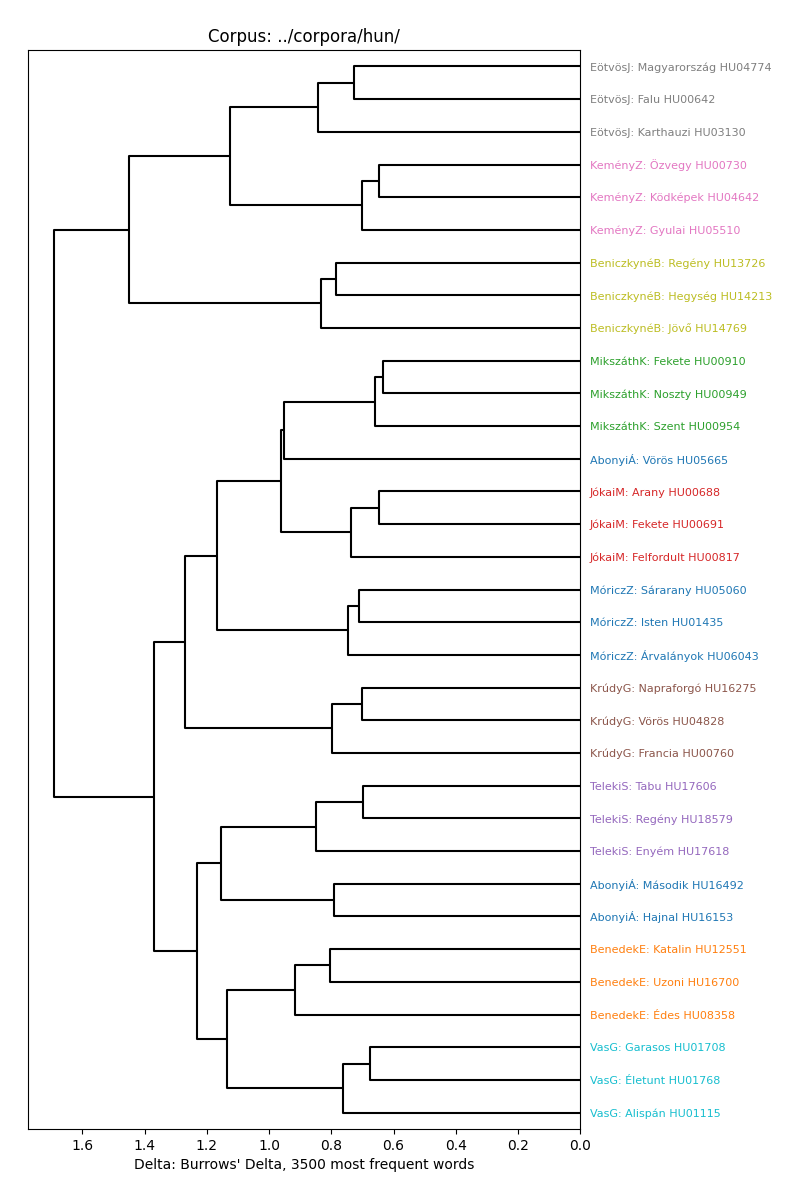 Corpus: ../corpora/hun/
EötvösJ: Magyarország HU04774
EötvösJ: Falu HU00642
EötvösJ: Karthauzi HU03130
KeményZ: Özvegy HU00730
KeményZ: Ködképek HU04642
KeményZ: Gyulai HU05510
BeniczkynéB: Regény HU13726
BeniczkynéB: Hegység HU14213
BeniczkynéB: Jövő HU14769
MikszáthK: Fekete HU00910
MikszáthK: Noszty HU00949
MikszáthK: Szent HU00954
AbonyiÁ: Vörös HU05665
JókaiM: Arany HU00688
JókaiM: Fekete HU00691
JókaiM: Felfordult HU00817
MóriczZ: Sárarany HU05060
MóriczZ: Isten HU01435
MóriczZ: Árvalányok HU06043
KrúdyG: Napraforgó HU16275
KrúdyG: Vörös HU04828
KrúdyG: Francia HU00760
TelekiS: Tabu HU17606
TelekiS: Regény HU18579
TelekiS: Enyém HU17618
AbonyiÁ: Második HU16492
AbonyiÁ: Hajnal HU16153
BenedekE: Katalin HU12551
BenedekE: Uzoni HU16700
BenedekE: Édes HU08358
VasG: Garasos HU01708
VasG: Életunt HU01768
VasG: Alispán HU01115
1.6 1.4 1.2 1.0 0.8 0.6 0.4 0.2 0.0
Delta: Burrows' Delta, 3500 most frequent words